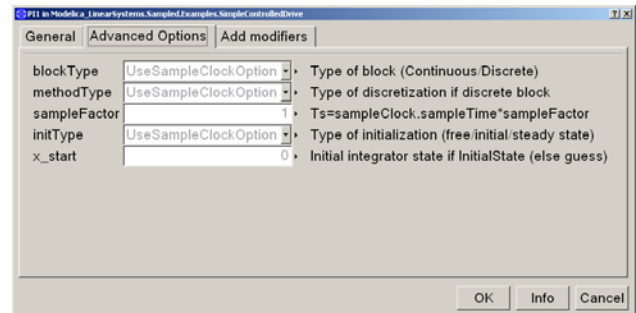 PI1 in Modelica_LinearSystems.Sampled.Examples.SimpleControlledDrive ? X
General Advanced Options Add modifiers
blockType UseSampleClockOption Type of block (Continuous/Discrete)
methodType UseSampleClockOption Type of discretization if discrete block
sampleFactor 1 Ts=sampleClock.sampleTime*sampleFactor
initType UseSampleClockOption Type of initialization (free/initial/steady state)
x_start 0 Initial integrator state if InitialState (else guess)
OK Info Cancel